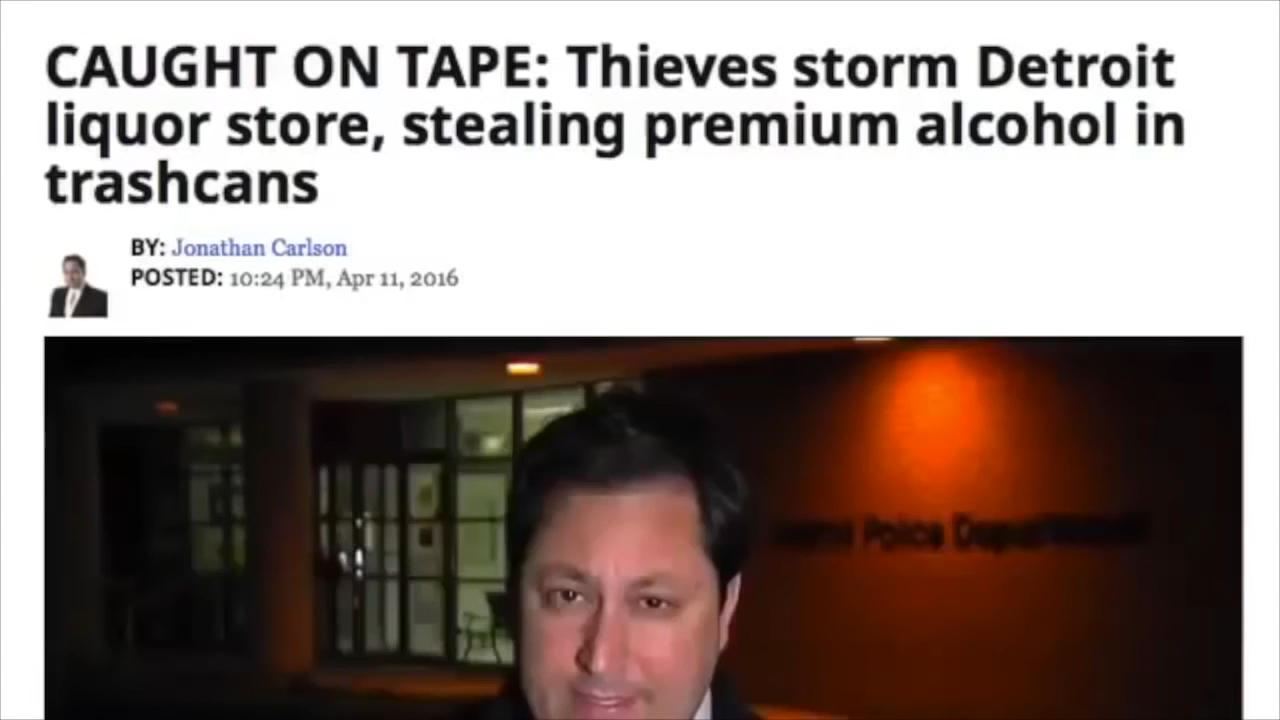 CAUGHT ON TAPE: Thieves storm Detroit
liquor store, stealing premium alcohol in
trashcans
BY: Jonathan Carlson
POSTED: 10:24 PM, Apr 11, 2016
Police